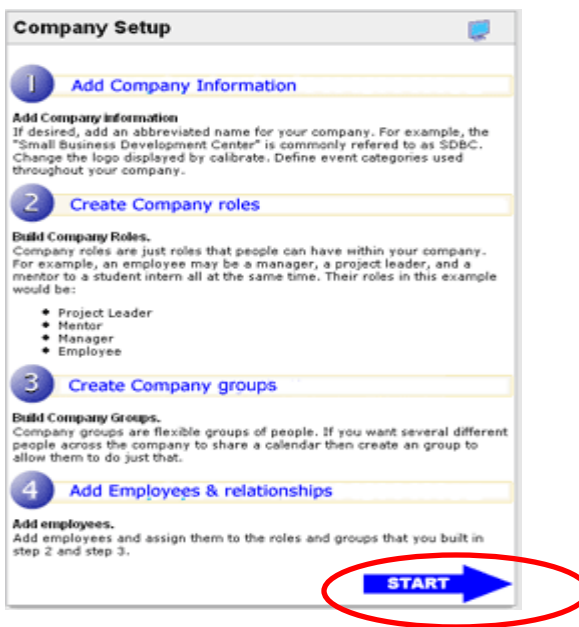 Company Setup
1 Add Company Information
Add Company information
If desired, add an abbreviated name for your company. For example, the
"Small Business Development Center" is commonly refered to as SDBC.
Change the logo displayed by calibrate. Define event categories used
throughout your company.
2 Create Company roles
Build Company Roles.
Company roles are just roles that people can have within your company.
For example, an employee may be a manager, a project leader, and a
mentor to a student intern all at the same time. Their roles in this example
would be:
• Project Leader
• Mentor
• Manager
• Employee
3 Create Company groups
Build Company Groups.
Company groups are flexible groups of people. If you want several different
people across the company to share a calendar then create an group to
allow them to do just that.
4 Add Employees & relationships
Add employees.
Add employees and assign them to the roles and groups that you built in
step 2 and step 3.
START